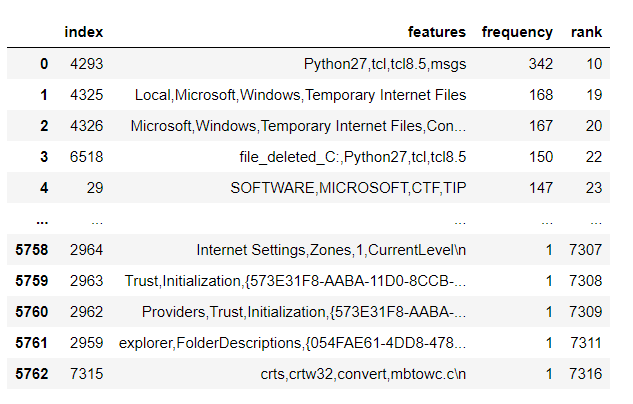 index features frequency rank
0 4293 Python27,tcl,tcl8.5,msgs 342 10
1 4325 Local,Microsoft,Windows,Temporary Internet Files 168 19
2 4326 Microsoft,Windows,Temporary Internet Files,Con... 167 20
3 6518 file_deleted_C:,Python27,tcl,tcl8.5 150 22
4 29 SOFTWARE,MICROSOFT,CTF,TIP 147 23
... ... ... ... ...
5758 2964 Internet Settings,Zones,1,CurrentLevel\n 1 7307
5759 2963 Trust,Initialization,{573E31F8-AABA-11D0-8CCB-... 1 7308
5760 2962 Providers,Trust,Initialization,{573E31F8-AABA-... 1 7309
5761 2959 explorer,FolderDescriptions,{054FAE61-4DD8-478... 1 7311
5762 7315 crts,crtw32,convert,mbtowc.c\n 1 7316